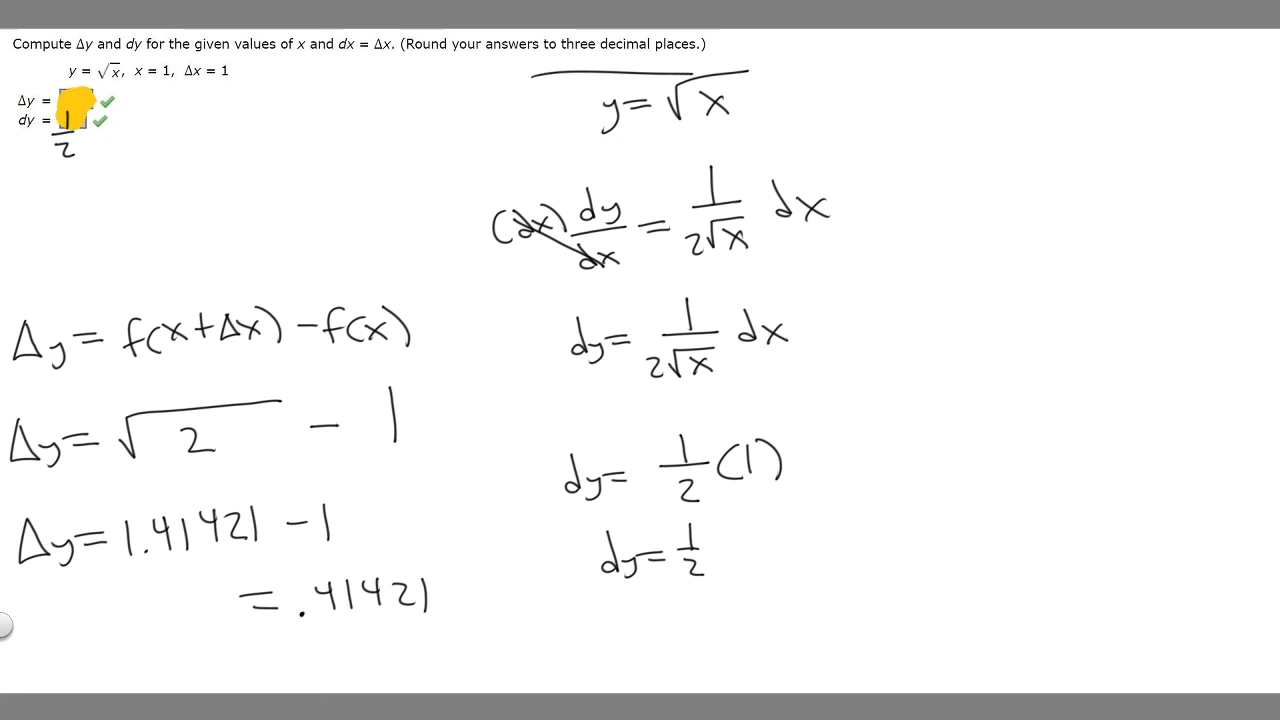 Compute Δy and dy for the given values of x and dx = Δx. (Round your answers to three decimal places.)
y = √x, x = 1, Δx = 1
Δy =
dy = 1/2
y = √x
(dx) dy/dx = 1/(2√x) dx
dy = 1/(2√x) dx
dy = 1/2 (1)
dy = 1/2
Δy = f(x+Δx) - f(x)
Δy = √2 - 1
Δy = 1.41421 - 1
= .41421